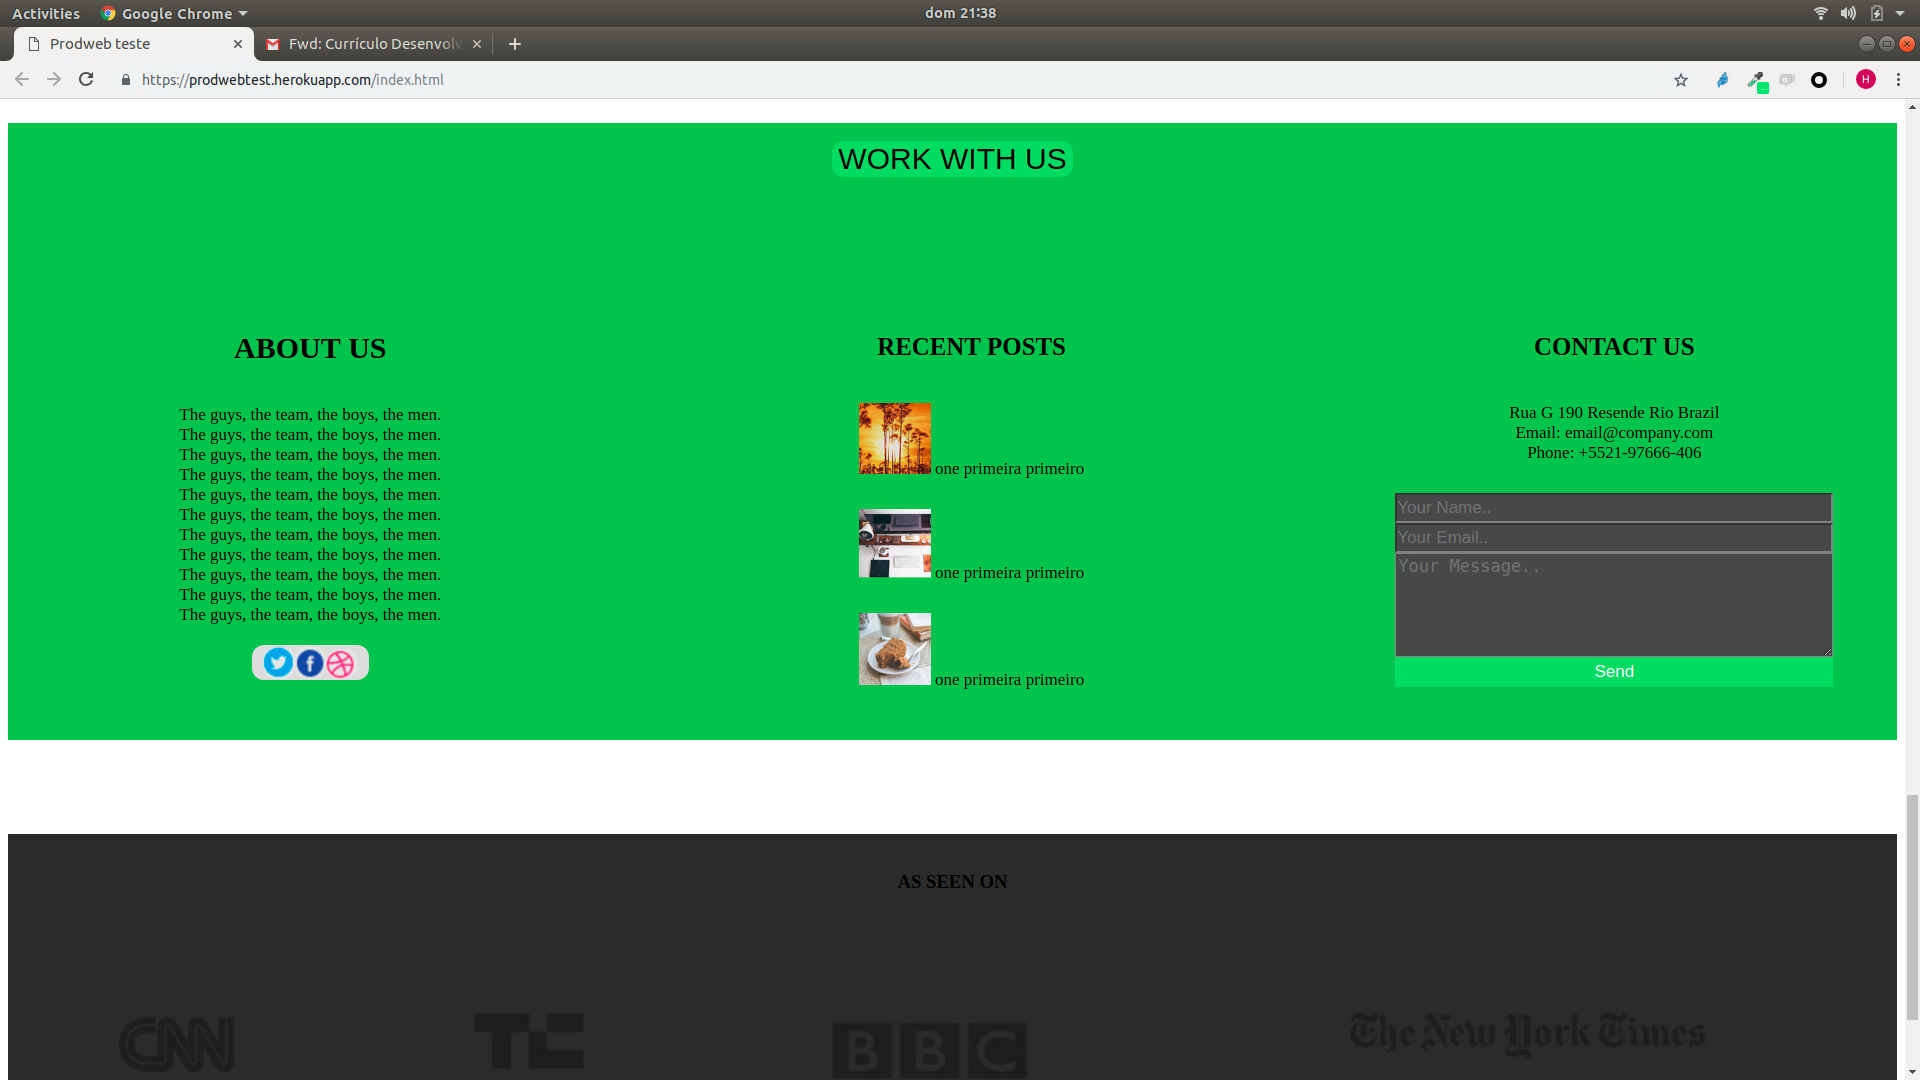 Activities
Google Chrome
dom 21:38
Prodweb teste
Fwd: Currículo Desenvolv
https://prodwebtest.herokuapp.com/index.html
H
WORK WITH US
ABOUT US
The guys, the team, the boys, the men.
The guys, the team, the boys, the men.
The guys, the team, the boys, the men.
The guys, the team, the boys, the men.
The guys, the team, the boys, the men.
The guys, the team, the boys, the men.
The guys, the team, the boys, the men.
The guys, the team, the boys, the men.
The guys, the team, the boys, the men.
The guys, the team, the boys, the men.
The guys, the team, the boys, the men.
RECENT POSTS
one primeira primeiro
one primeira primeiro
one primeira primeiro
CONTACT US
Rua G 190 Resende Rio Brazil
Email: email@company.com
Phone: +5521-97666-406
Your Name..
Your Email..
Your Message..
Send
AS SEEN ON
CNN
TC
BBC
The New York Times